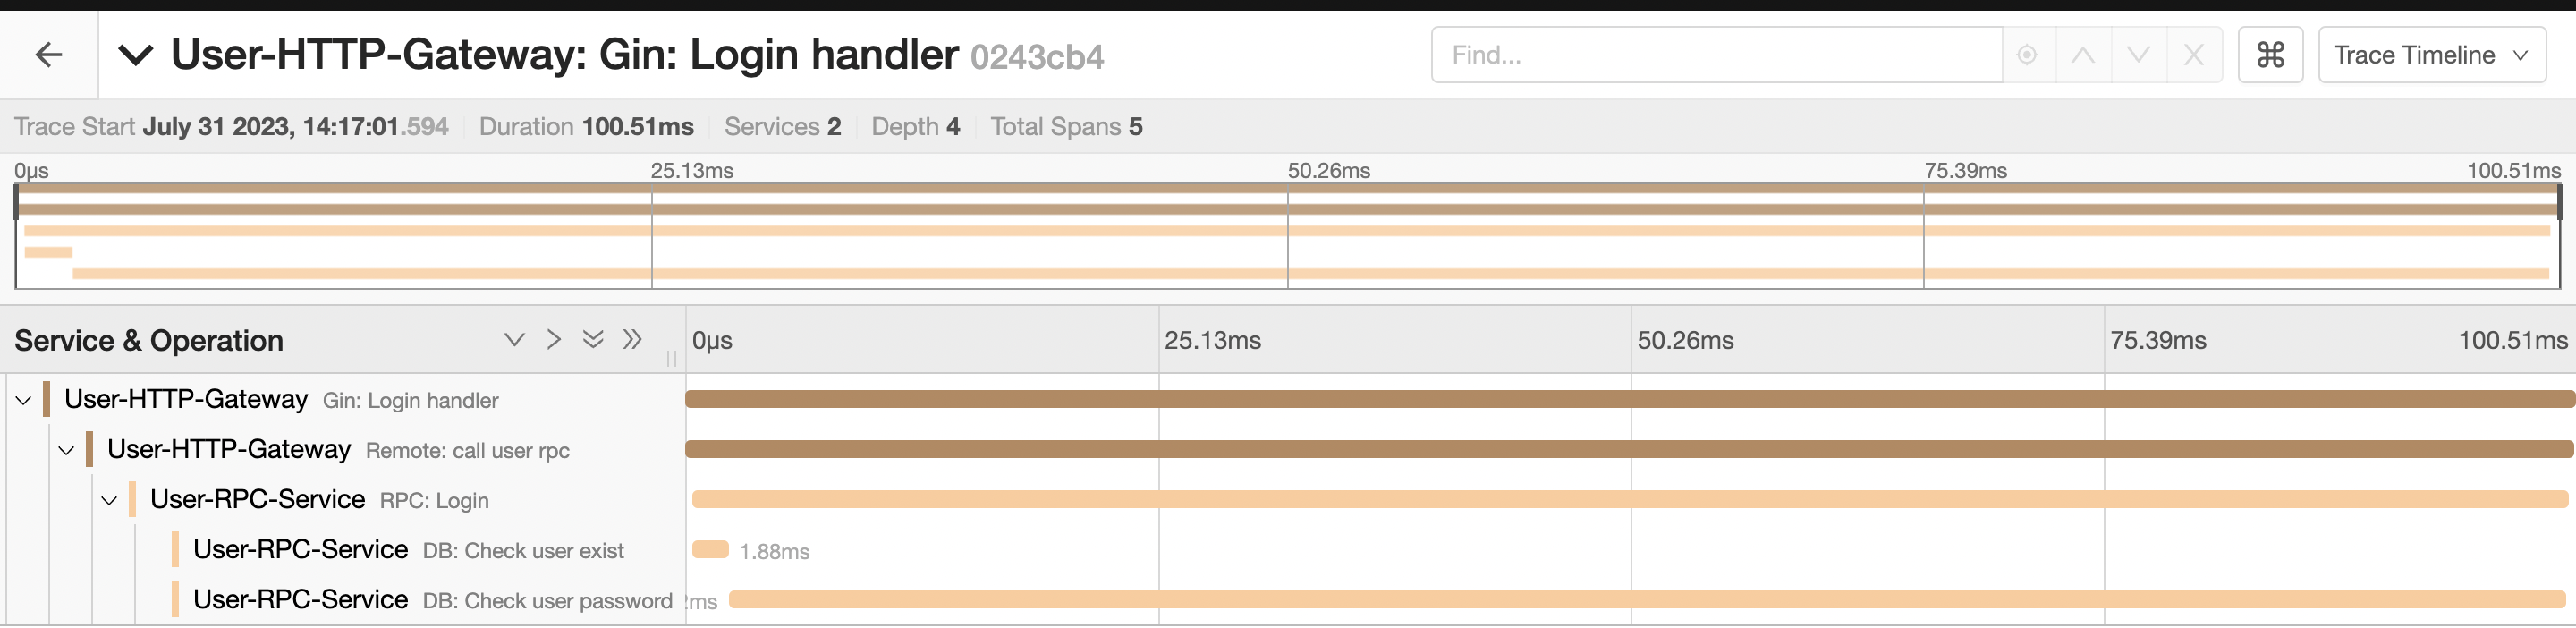 User-HTTP-Gateway: Gin: Login handler 0243cb4
Find...
⌘
Trace Timeline
Trace Start July 31 2023, 14:17:01.594 Duration 100.51ms Services 2 Depth 4 Total Spans 5
0μs 25.13ms 50.26ms 75.39ms 100.51ms
Service & Operation
0μs 25.13ms 50.26ms 75.39ms 100.51ms
User-HTTP-Gateway Gin: Login handler
User-HTTP-Gateway Remote: call user rpc
User-RPC-Service RPC: Login
User-RPC-Service DB: Check user exist 1.88ms
User-RPC-Service DB: Check user password